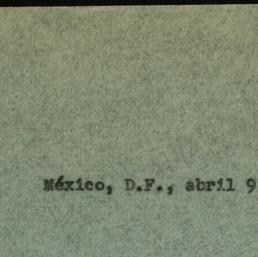 México, D.F., abril 9